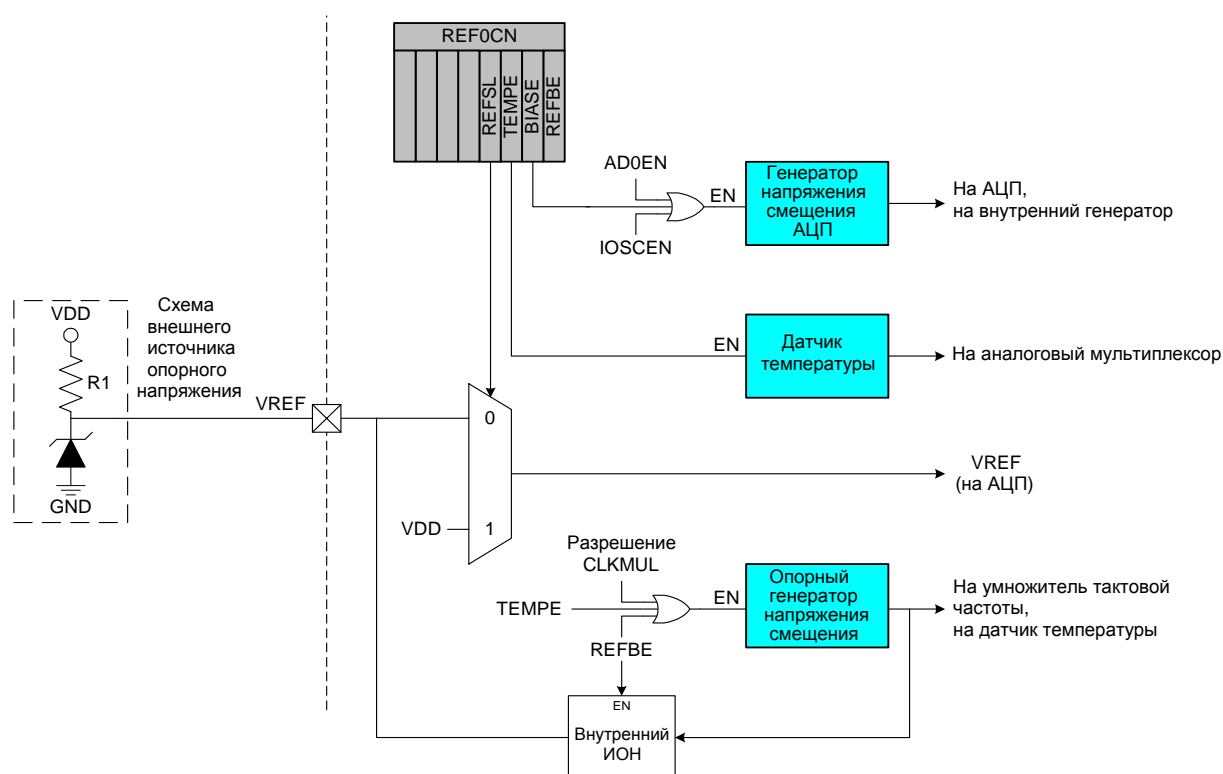 REF0CN
REFSL
TEMPE
BIASE
REFBE
AD0EN
IOSCEN
EN
Генератор
напряжения
смещения
АЦП
На АЦП,
на внутренний генератор
VDD
R1
GND
Схема
внешнего
источника
опорного
напряжения
VREF
EN
Датчик
температуры
На аналоговый мультиплексор
0
VDD
1
VREF
(на АЦП)
Разрешение
CLKMUL
TEMPE
REFBE
EN
Опорный
генератор
напряжения
смещения
На умножитель тактовой
частоты,
на датчик температуры
EN
Внутренний
ИОН